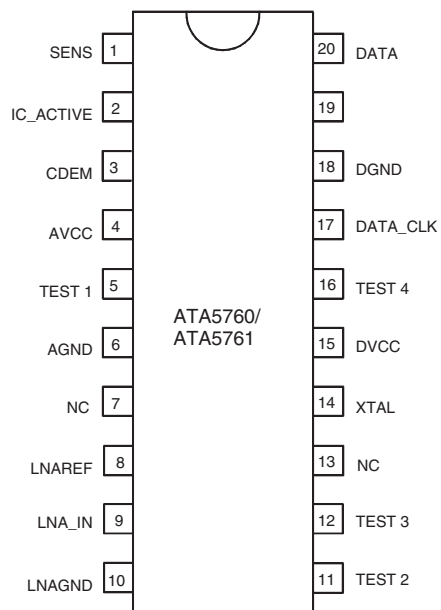 SENS 1 20 DATA
IC_ACTIVE 2 19
CDEM 3 18 DGND
AVCC 4 17 DATA_CLK
TEST 1 5 16 TEST 4
ATA5760/
ATA5761
AGND 6 15 DVCC
NC 7 14 XTAL
LNAREF 8 13 NC
LNA_IN 9 12 TEST 3
LNAGND 10 11 TEST 2